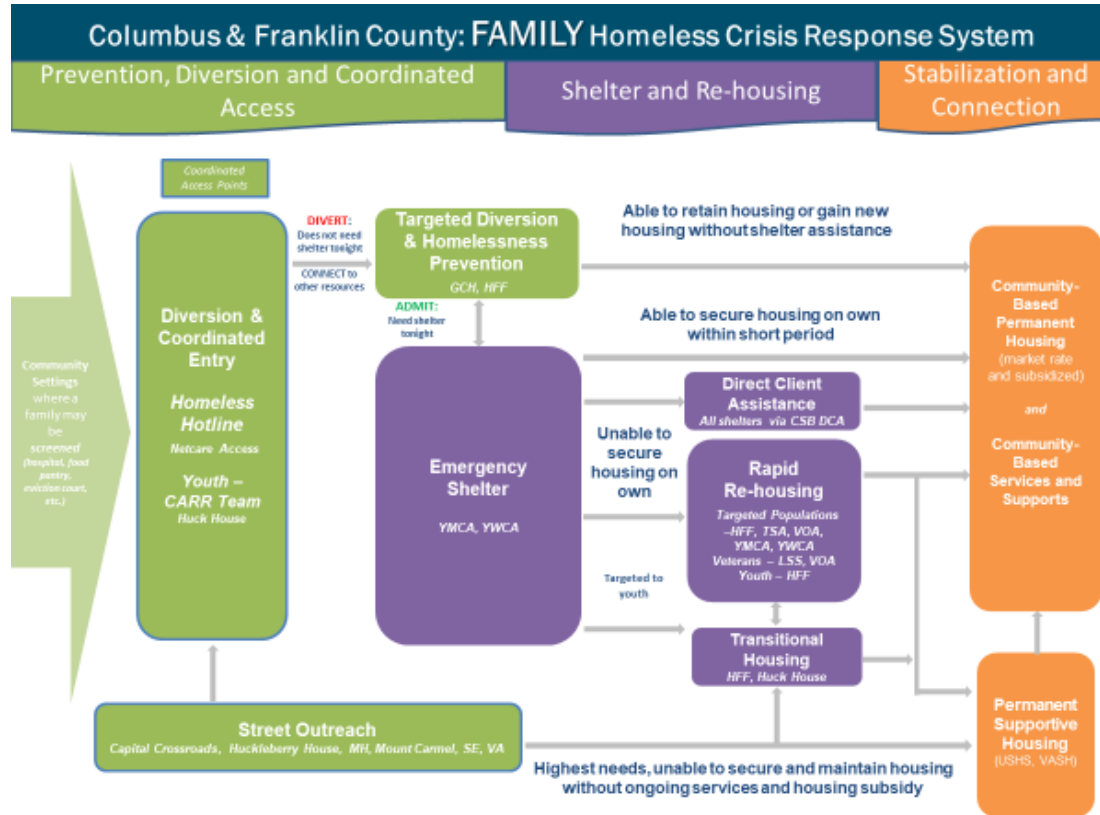 Columbus & Franklin County: FAMILY Homeless Crisis Response System
Prevention, Diversion and Coordinated
Access
Shelter and Re-housing
Stabilization and
Connection
Coordinated
Access Points
Community
Settings
where a
family may
be
screened
(hospital, food
pantry,
eviction court,
etc.)
Diversion &
Coordinated
Entry
Homeless
Hotline
Netcare Access
Youth –
CARR Team
Huck House
DIVERT:
Does not need
shelter tonight
CONNECT to
other resources
Targeted Diversion
& Homelessness
Prevention
GCH, HFF
ADMIT:
Need shelter
tonight
Emergency
Shelter
YMCA, YWCA
Able to retain housing or gain new
housing without shelter assistance
Able to secure housing on own
within short period
Unable to
secure
housing on
own
Targeted to
youth
Direct Client
Assistance
All shelters via CSB DCA
Rapid
Re-housing
Targeted Populations
–HFF, TSA, VOA,
YMCA, YWCA
Veterans – LSS, VOA
Youth – HFF
Transitional
Housing
HFF, Huck House
Community-
Based
Permanent
Housing
(market rate
and subsidized)
and
Community-
Based
Services and
Supports
Street Outreach
Capital Crossroads, Huckleberry House, MH, Mount Carmel, SE, VA
Highest needs, unable to secure and maintain housing
without ongoing services and housing subsidy
Permanent
Supportive
Housing
(USHS, VASH)